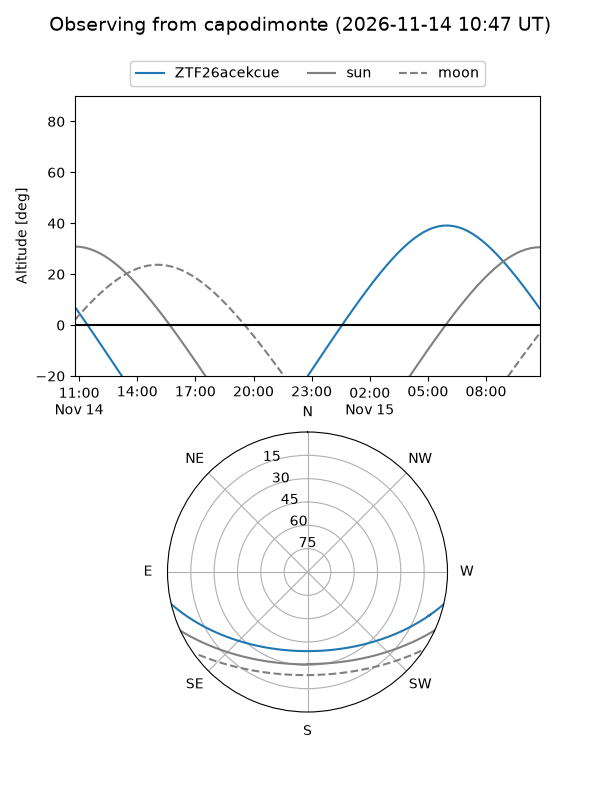 Observing from capodimonte (2026-11-14 10:47 UT)
ZTF26acekcue sun moon
Altitude [deg]
80
60
40
20
0
−20
11:00 14:00 17:00 20:00 23:00 02:00 05:00 08:00
Nov 14 Nov 15
N
NE NW
15
30
45
60
75
E W
SE SW
S